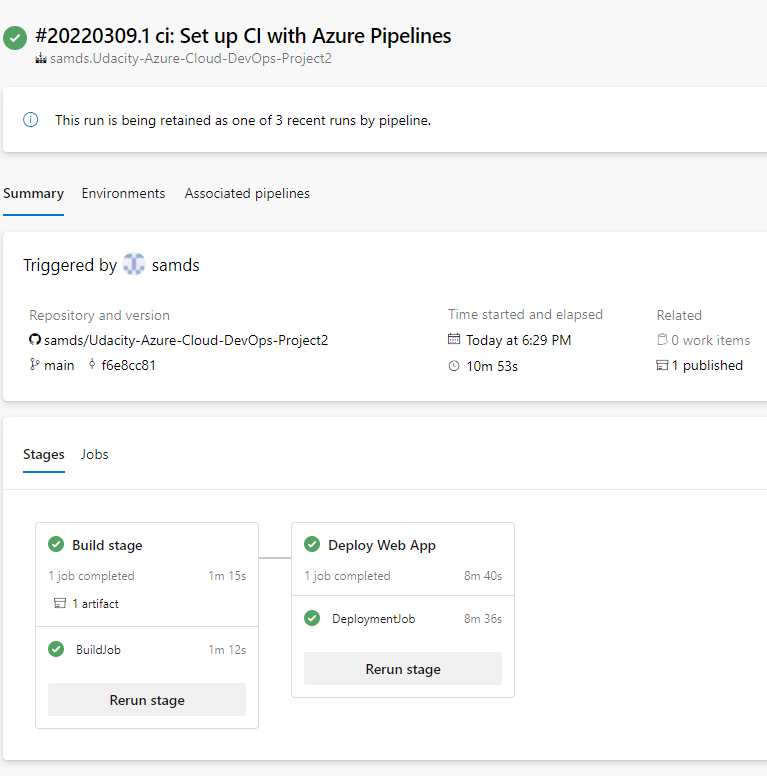 #20220309.1 ci: Set up CI with Azure Pipelines
samds.Udacity-Azure-Cloud-DevOps-Project2
This run is being retained as one of 3 recent runs by pipeline.
Summary Environments Associated pipelines
Triggered by samds
Repository and version
samds/Udacity-Azure-Cloud-DevOps-Project2
main f6e8cc81
Time started and elapsed
Today at 6:29 PM
10m 53s
Related
0 work items
1 published
Stages Jobs
Build stage
1 job completed 1m 15s
1 artifact
BuildJob 1m 12s
Rerun stage
Deploy Web App
1 job completed 8m 40s
DeploymentJob 8m 36s
Rerun stage